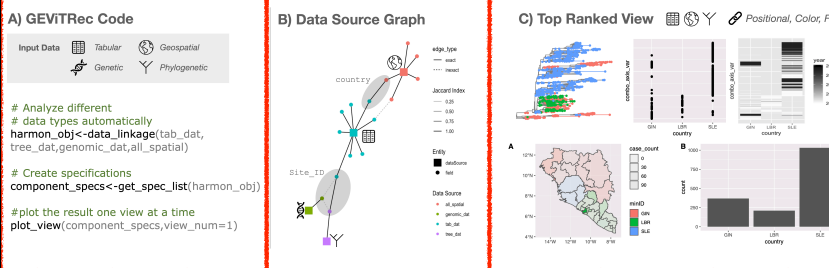 A) GEViTRec Code
Input Data
Tabular
Geospatial
Genetic
Phylogenetic
# Analyze different
# data types automatically
harmon_obj<-data_linkage(tab_dat,
tree_dat,genomic_dat,all_spatial)
# Create specifications
component_specs<-get_spec_list(harmon_obj)
#plot the result one view at a time
plot_view(component_specs,view_num=1)
B) Data Source Graph
country
Site_ID
edge_type
exact
inexact
Jaccard Index
0.25
0.50
0.75
1.00
Entity
dataSource
field
Data Source
all_spatial
genomic_dat
tab_dat
tree_dat
C) Top Ranked View
Positional, Color,
combo_axis_var
GIN
LBR
SLE
country
combo_axis_var
GIN
LBR
SLE
country
year
A
12°N
10°N
8°N
6°N
4°N
14°W
12°W
10°W
8°W
case_count
0
30
60
90
minID
GIN
LBR
SLE
B
count
1000
750
500
250
0
GIN
LBR
SLE
country